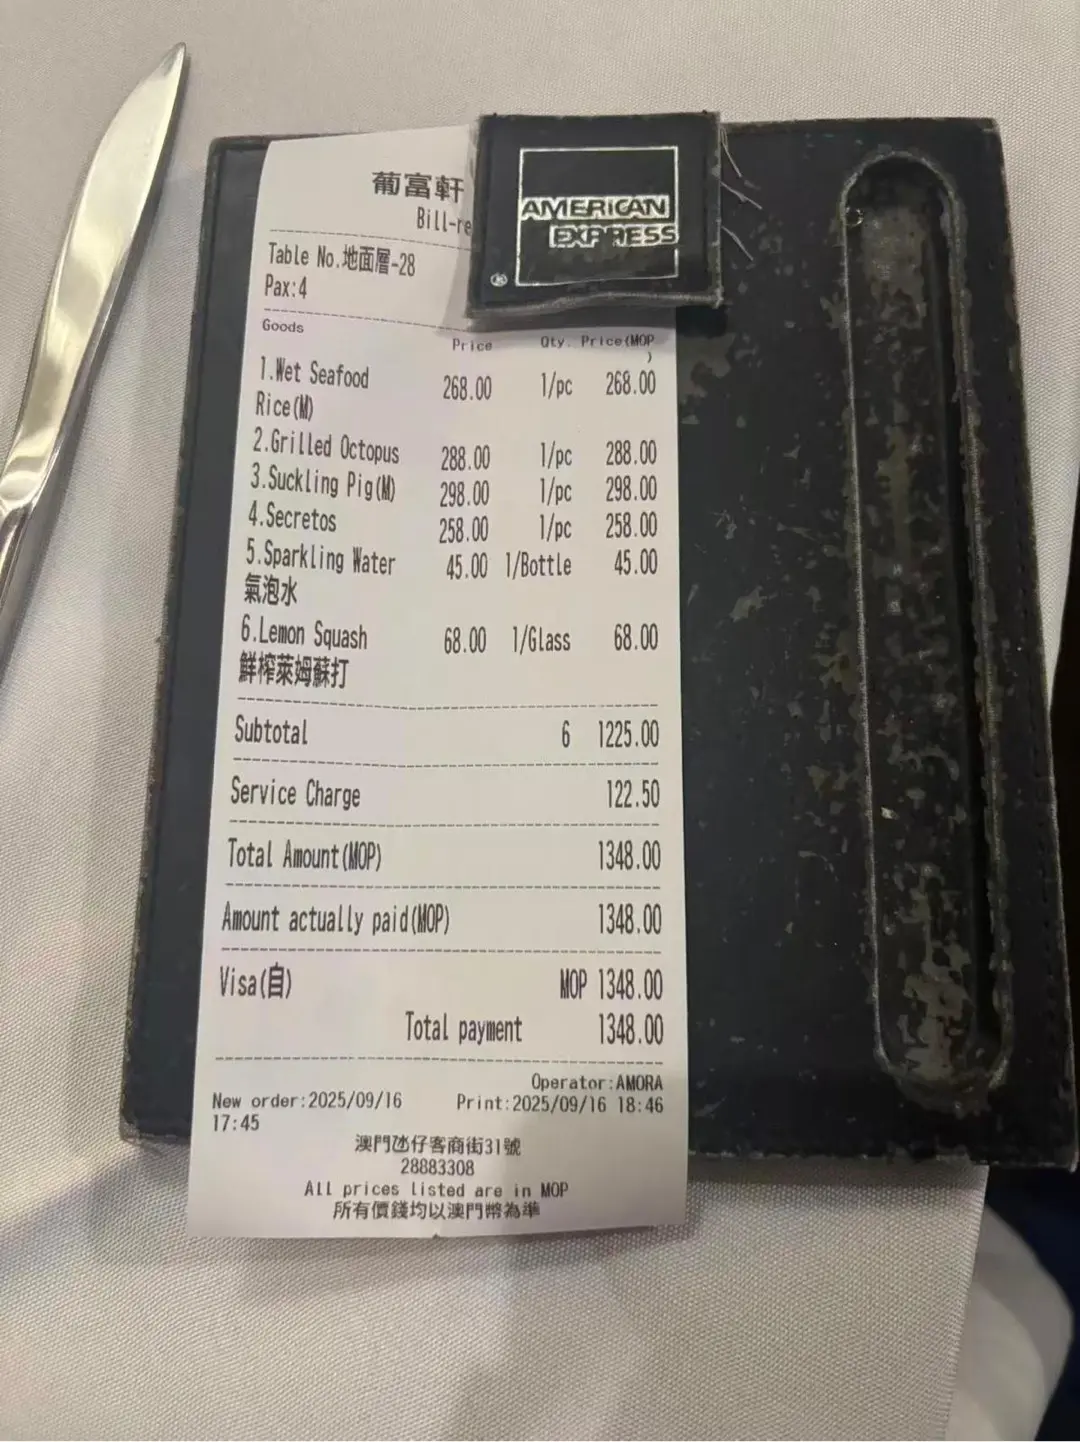 葡富軒
Bill-re
AMERICAN
EXPRESS
®
Table No.地面層-28
Pax:4
Goods Price Qty. Price(MOP
)
1.Wet Seafood 268.00 1/pc 268.00
Rice(M)
2.Grilled Octopus 288.00 1/pc 288.00
3.Suckling Pig(M) 298.00 1/pc 298.00
4.Secretos 258.00 1/pc 258.00
5.Sparkling Water 45.00 1/Bottle 45.00
氣泡水
6.Lemon Squash 68.00 1/Glass 68.00
鮮榨萊姆蘇打
Subtotal 6 1225.00
Service Charge 122.50
Total Amount(MOP) 1348.00
Amount actually paid(MOP) 1348.00
Visa(自) MOP 1348.00
Total payment 1348.00
Operator:AMORA
New order:2025/09/16 Print:2025/09/16 18:46
17:45
澳門氹仔客商街31號
28883308
All prices listed are in MOP
所有價錢均以澳門幣為準